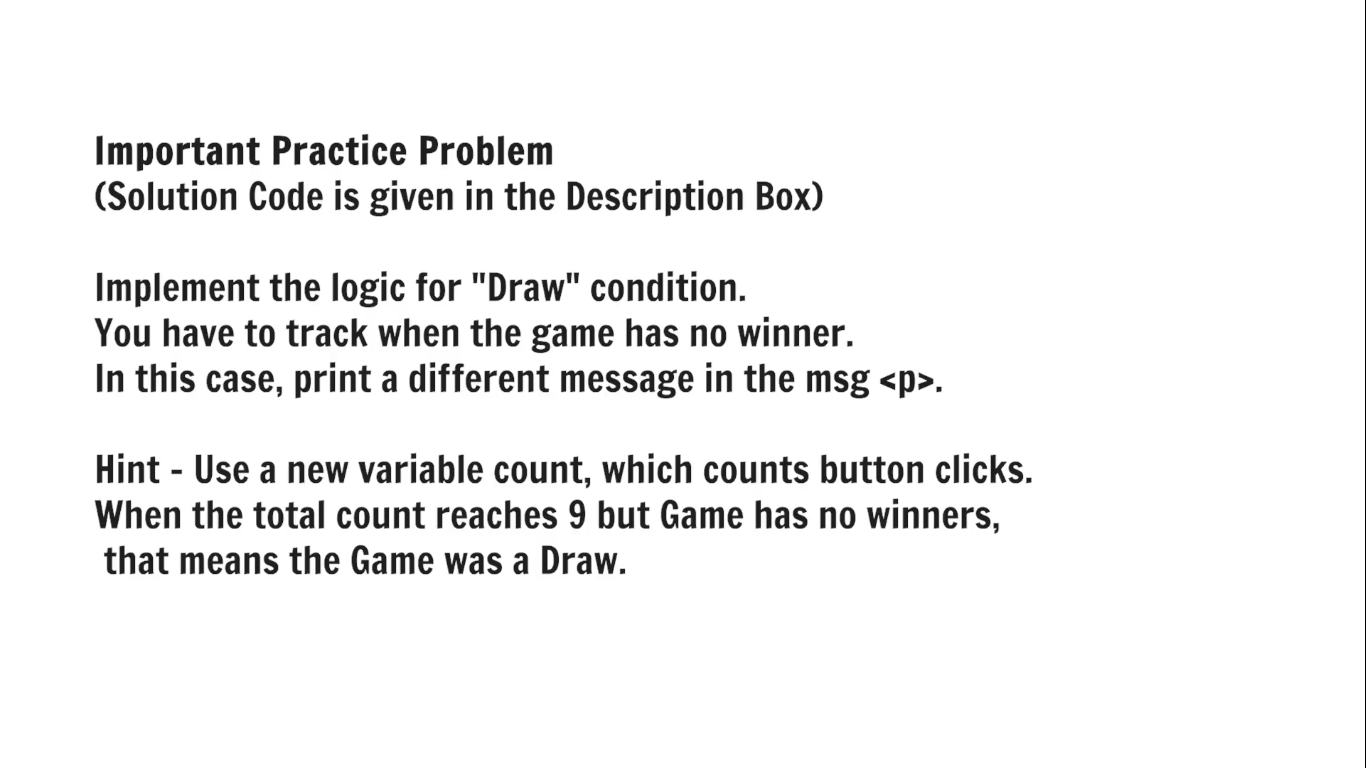 Important Practice Problem
(Solution Code is given in the Description Box)
Implement the logic for "Draw" condition.
You have to track when the game has no winner.
In this case, print a different message in the msg <p>.
Hint - Use a new variable count, which counts button clicks.
When the total count reaches 9 but Game has no winners,
that means the Game was a Draw.